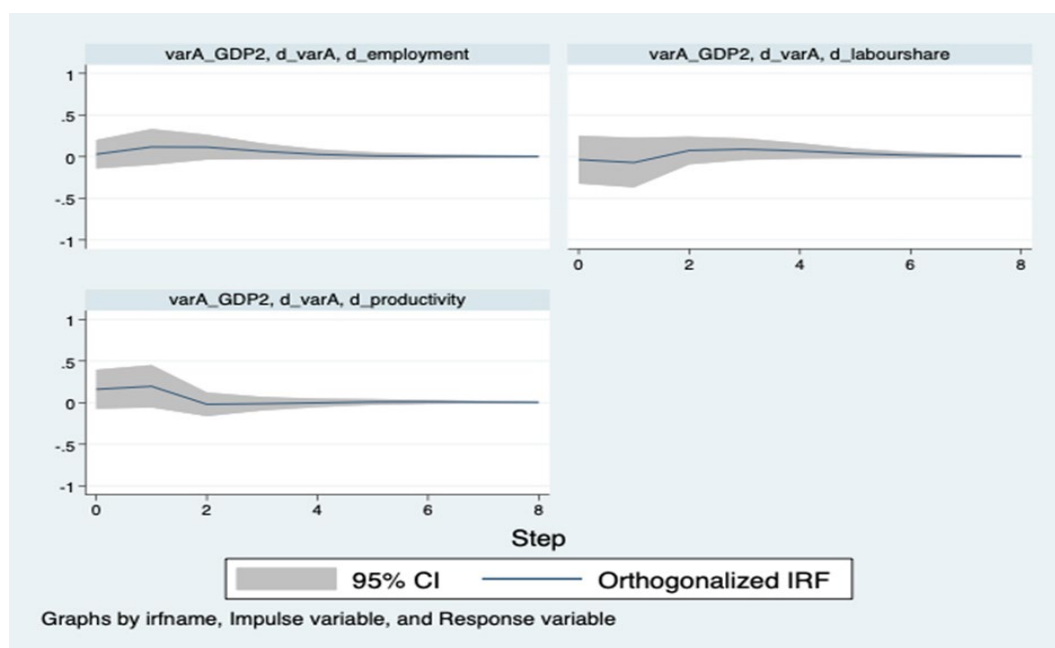 varA_GDP2, d_varA, d_employment
varA_GDP2, d_varA, d_labourshare
1
.5
0
-.5
-1
0 2 4 6 8
varA_GDP2, d_varA, d_productivity
1
.5
0
-.5
-1
0 2 4 6 8
Step
95% CI Orthogonalized IRF
Graphs by irfname, Impulse variable, and Response variable